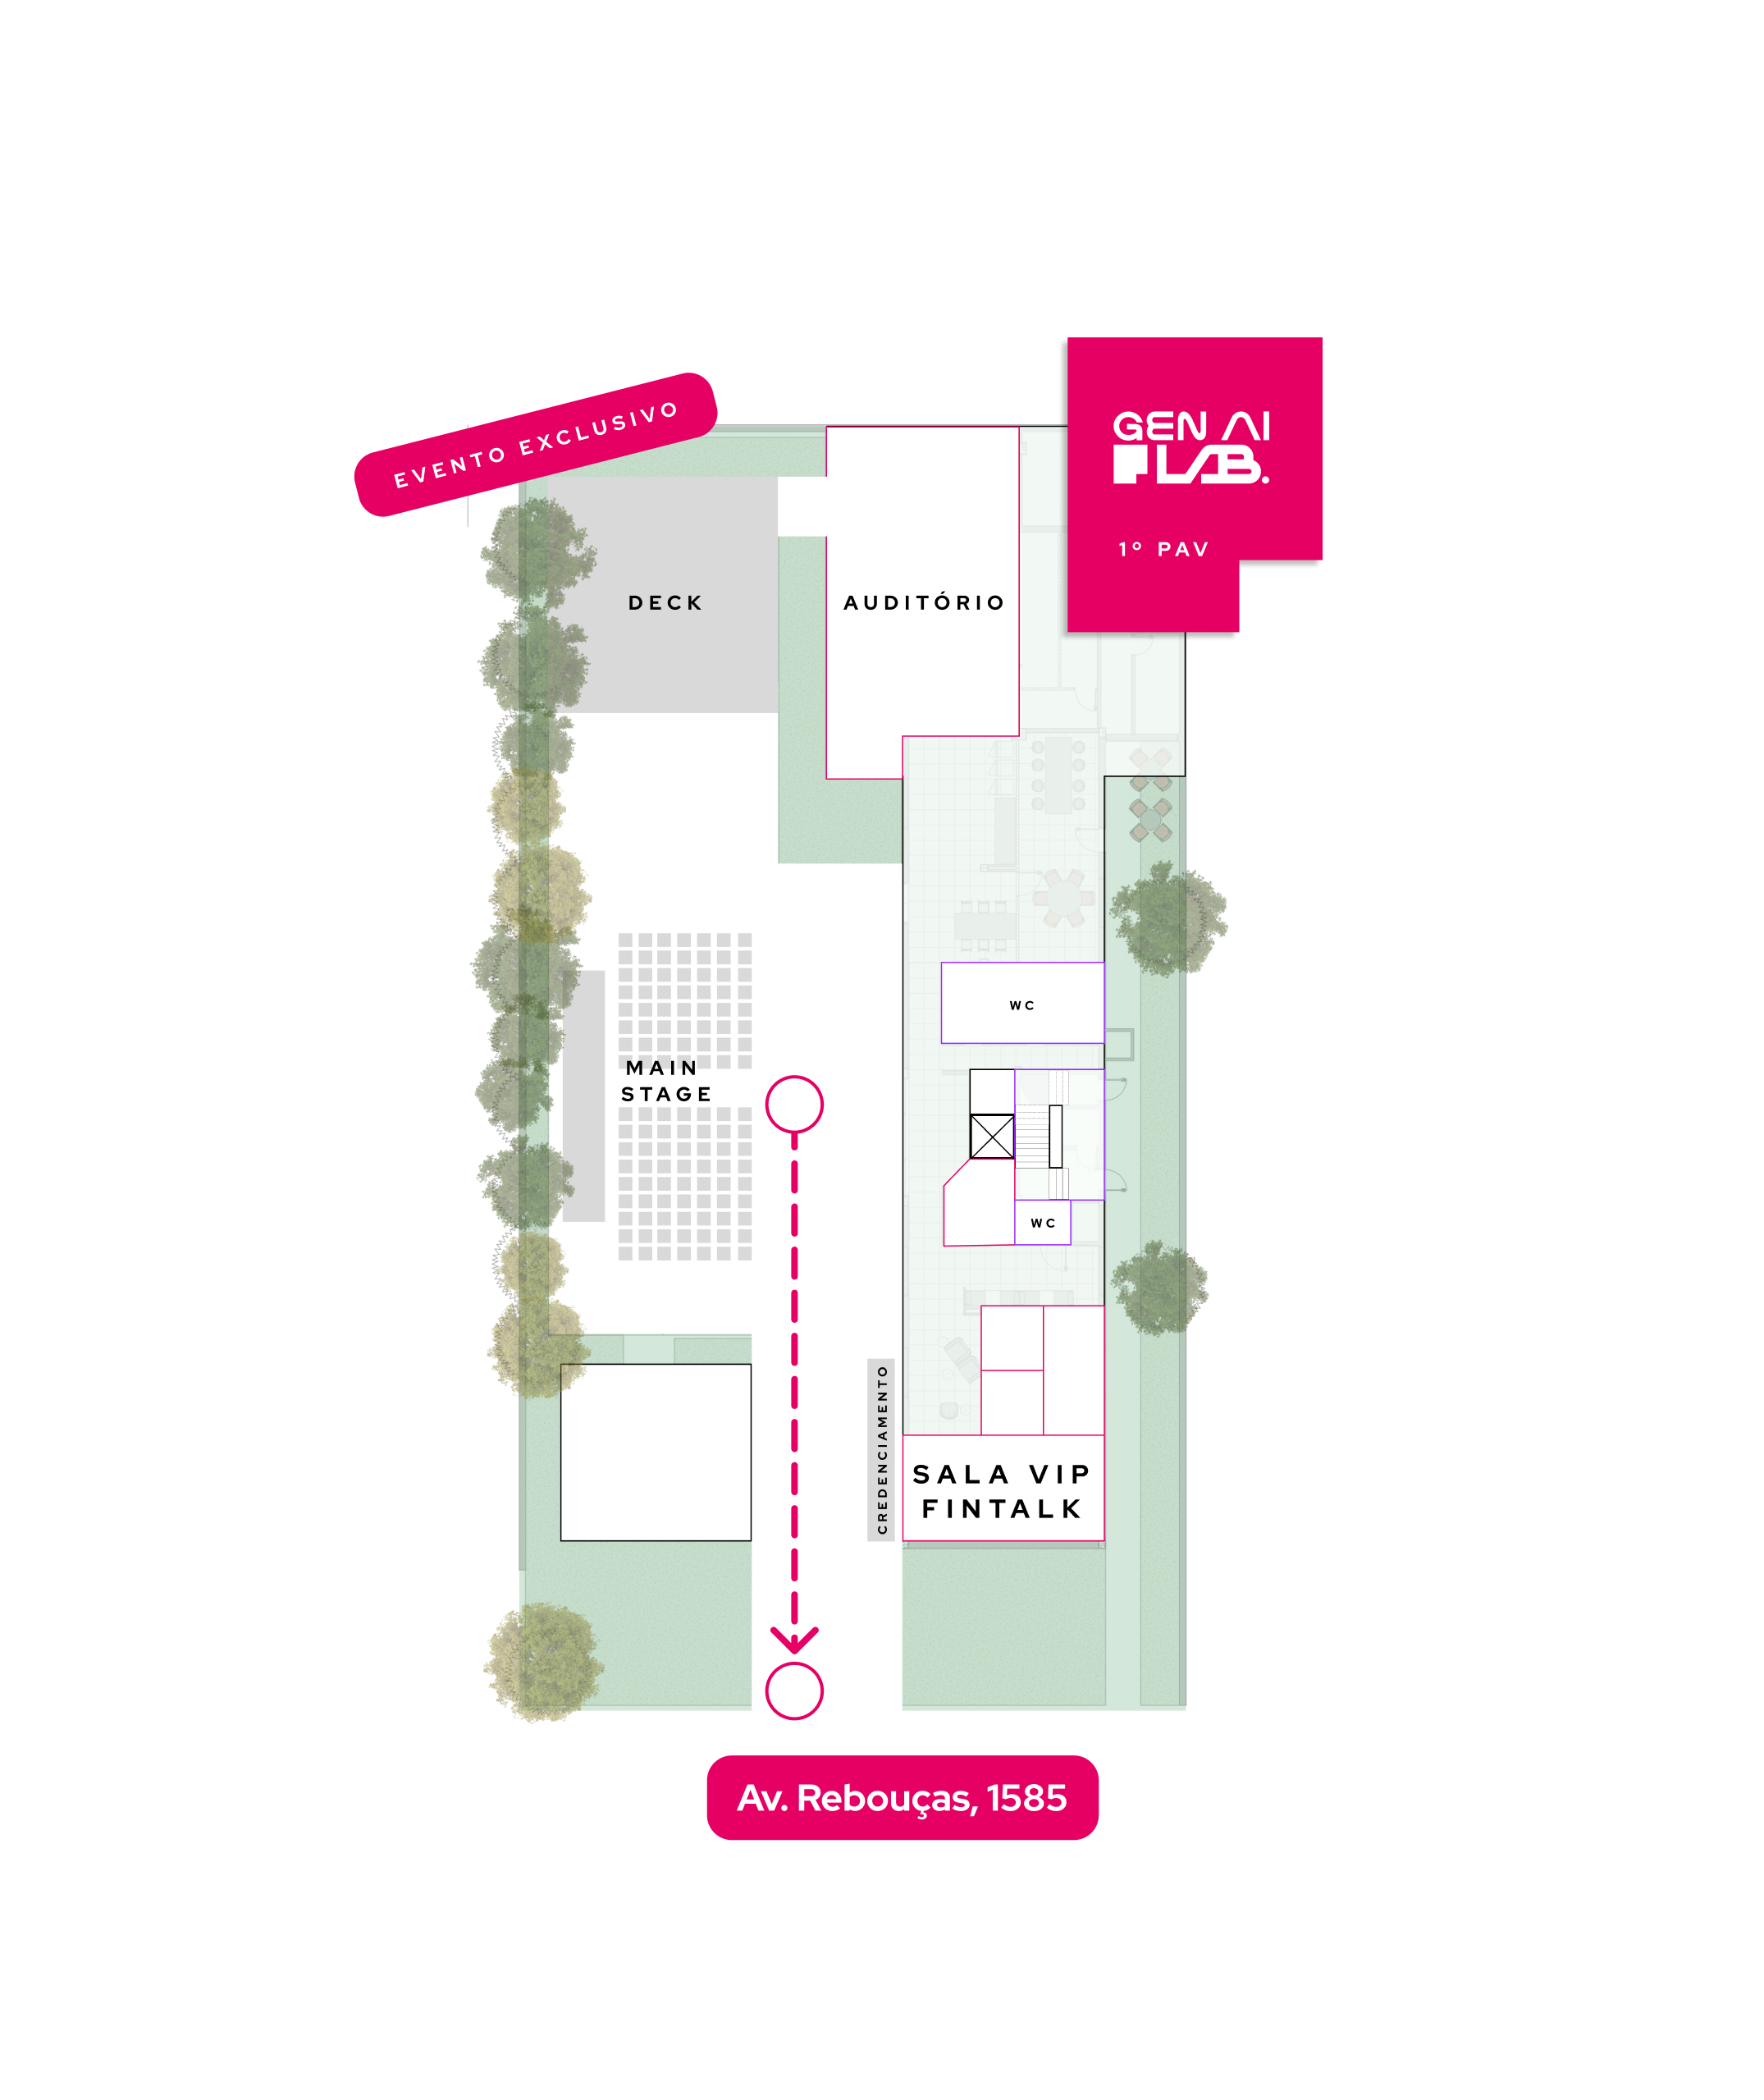 EVENTO EXCLUSIVO
GEN AI
LAB.
1º PAV
DECK
AUDITÓRIO
WC
MAIN
STAGE
WC
CREDENCIAMENTO
SALA VIP
FINTALK
Av. Rebouças, 1585